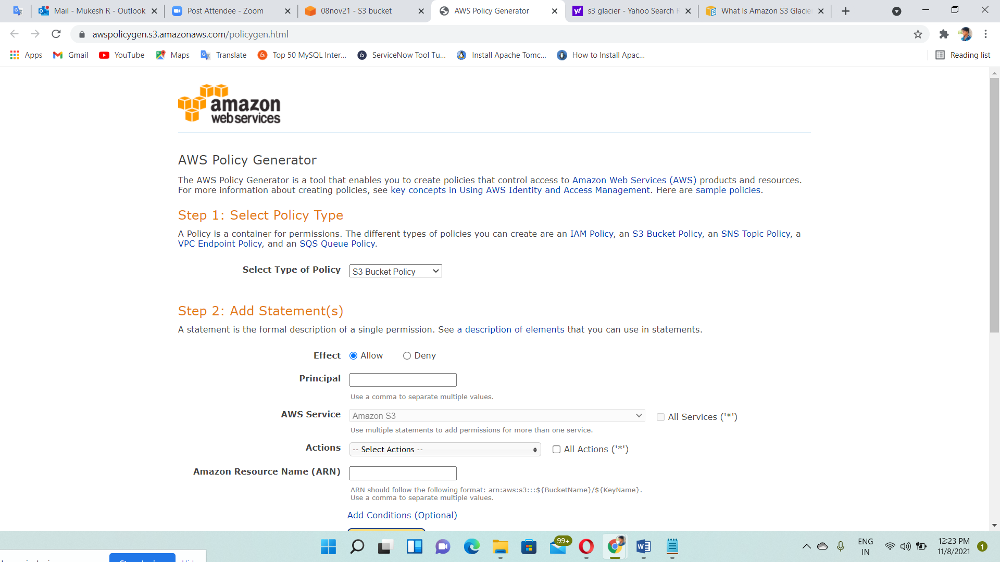 Mail - Mukesh R - Outlook
Post Attendee - Zoom
08nov21 - S3 bucket
AWS Policy Generator
s3 glacier - Yahoo Search
What Is Amazon S3 Glacie
awspolicygen.s3.amazonaws.com/policygen.html
Apps
Gmail
YouTube
Maps
Translate
Top 50 MySQL Inter...
ServiceNow Tool Tu...
Install Apache Tomc...
How to Install Apac...
Reading list
amazon
webservices
AWS Policy Generator
The AWS Policy Generator is a tool that enables you to create policies that control access to Amazon Web Services (AWS) products and resources.
For more information about creating policies, see key concepts in Using AWS Identity and Access Management. Here are sample policies.
Step 1: Select Policy Type
A Policy is a container for permissions. The different types of policies you can create are an IAM Policy, an S3 Bucket Policy, an SNS Topic Policy, a
VPC Endpoint Policy, and an SQS Queue Policy.
Select Type of Policy S3 Bucket Policy
Step 2: Add Statement(s)
A statement is the formal description of a single permission. See a description of elements that you can use in statements.
Effect Allow Deny
Principal
Use a comma to separate multiple values.
AWS Service Amazon S3 All Services ('*')
Use multiple statements to add permissions for more than one service.
Actions -- Select Actions -- All Actions ('*')
Amazon Resource Name (ARN)
ARN should follow the following format: arn:aws:s3:::${BucketName}/${KeyName}.
Use a comma to separate multiple values.
Add Conditions (Optional)
99+
ENG
IN
12:23 PM
11/8/2021
1